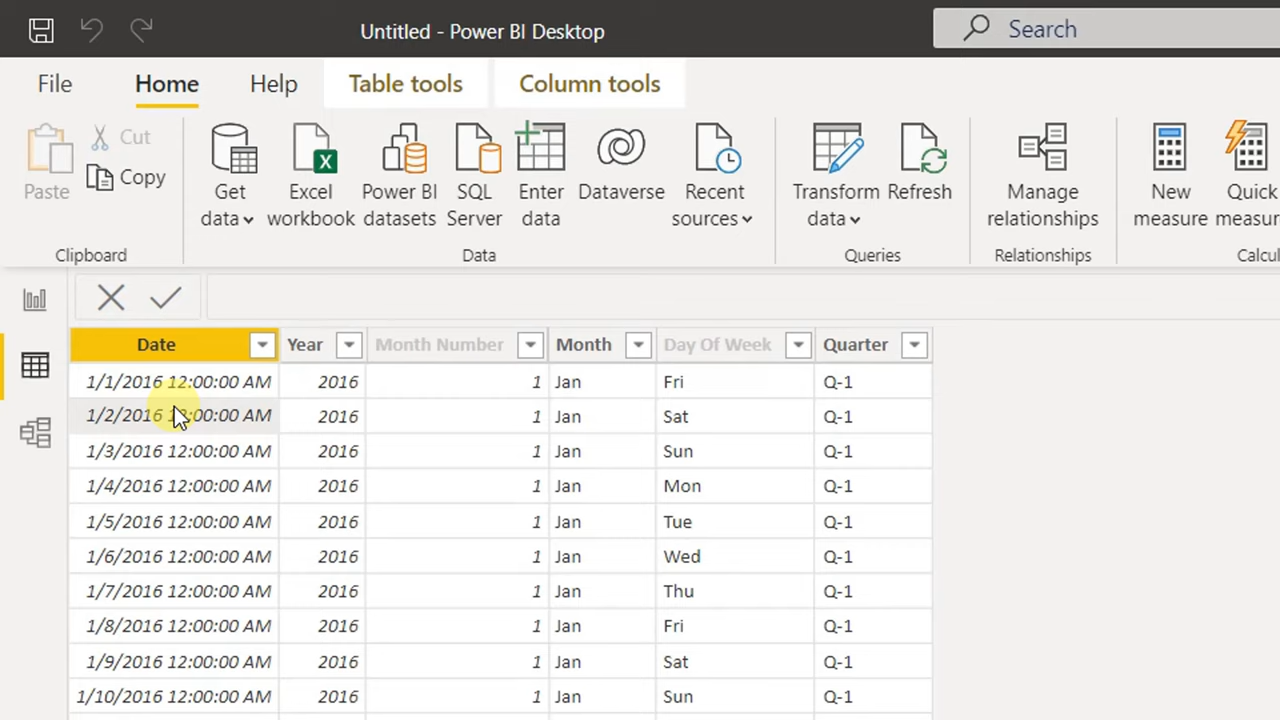 Untitled - Power BI Desktop
Search
File Home Help Table tools Column tools
Paste
Cut
Copy
Clipboard
Get data
Excel workbook
Power BI datasets
SQL Server
Enter data
Dataverse
Recent sources
Data
Transform data
Refresh
Queries
Manage relationships
Relationships
New measure
Quick
Date Year Month Number Month Day Of Week Quarter
1/1/2016 12:00:00 AM 2016 1 Jan Fri Q-1
1/2/2016 12:00:00 AM 2016 1 Jan Sat Q-1
1/3/2016 12:00:00 AM 2016 1 Jan Sun Q-1
1/4/2016 12:00:00 AM 2016 1 Jan Mon Q-1
1/5/2016 12:00:00 AM 2016 1 Jan Tue Q-1
1/6/2016 12:00:00 AM 2016 1 Jan Wed Q-1
1/7/2016 12:00:00 AM 2016 1 Jan Thu Q-1
1/8/2016 12:00:00 AM 2016 1 Jan Fri Q-1
1/9/2016 12:00:00 AM 2016 1 Jan Sat Q-1
1/10/2016 12:00:00 AM 2016 1 Jan Sun Q-1